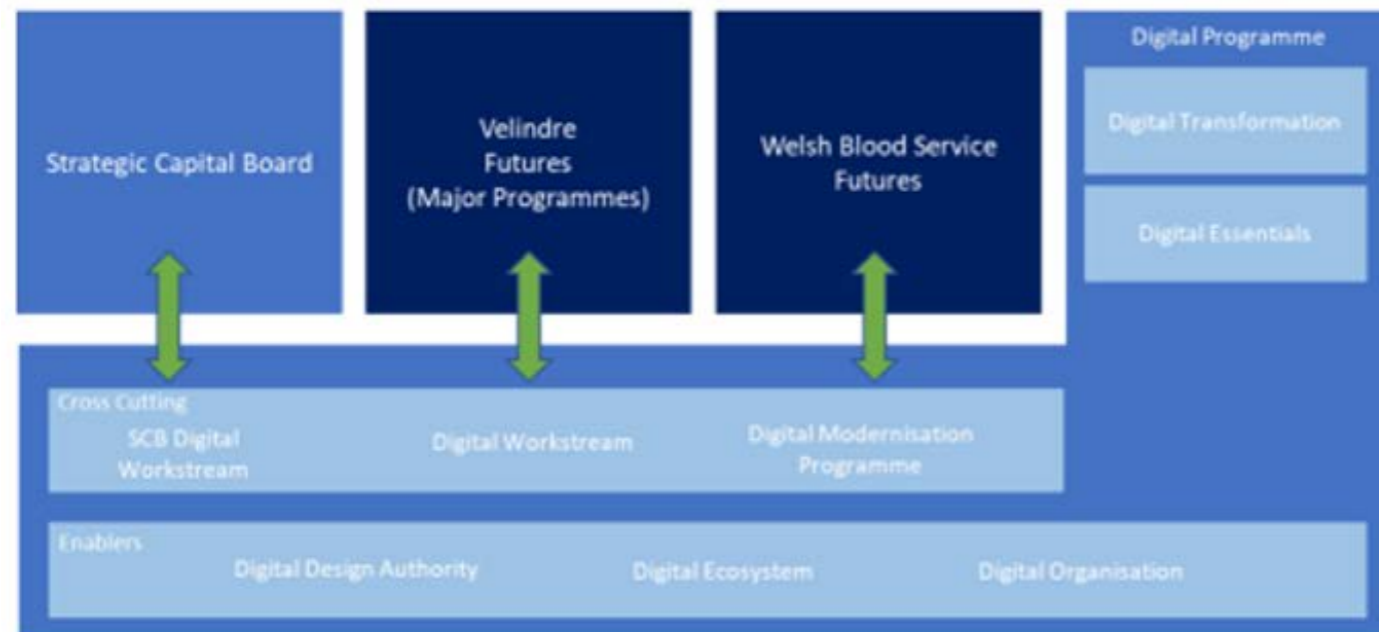 Strategic Capital Board
Velindre
Futures
(Major Programmes)
Welsh Blood Service
Futures
Digital Programme
Digital Transformation
Digital Essentials
Cross Cutting
SCB Digital
Workstream
Digital Workstream
Digital Modernisation
Programme
Enablers
Digital Design Authority
Digital Ecosystem
Digital Organisation